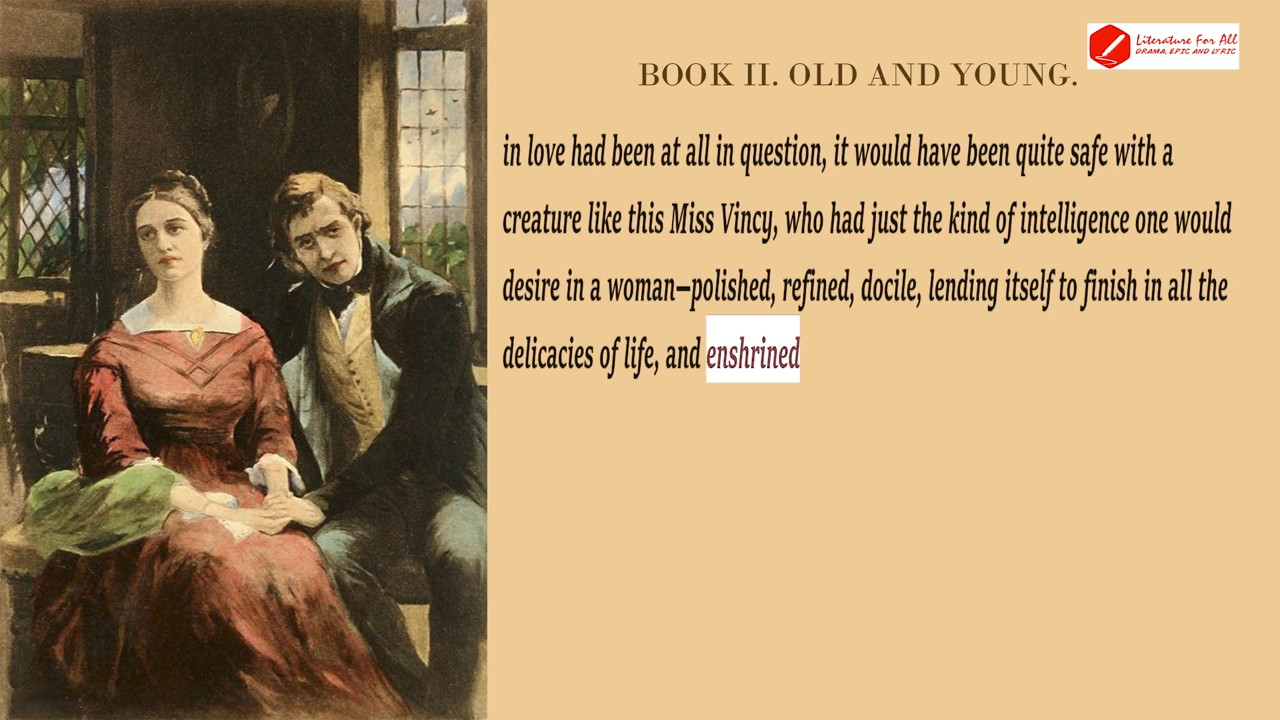 Literature For All
DRAMA, EPIC AND LYRIC
BOOK II. OLD AND YOUNG.
in love had been at all in question, it would have been quite safe with a
creature like this Miss Vincy, who had just the kind of intelligence one would
desire in a woman—polished, refined, docile, lending itself to finish in all the
delicacies of life, and enshrined